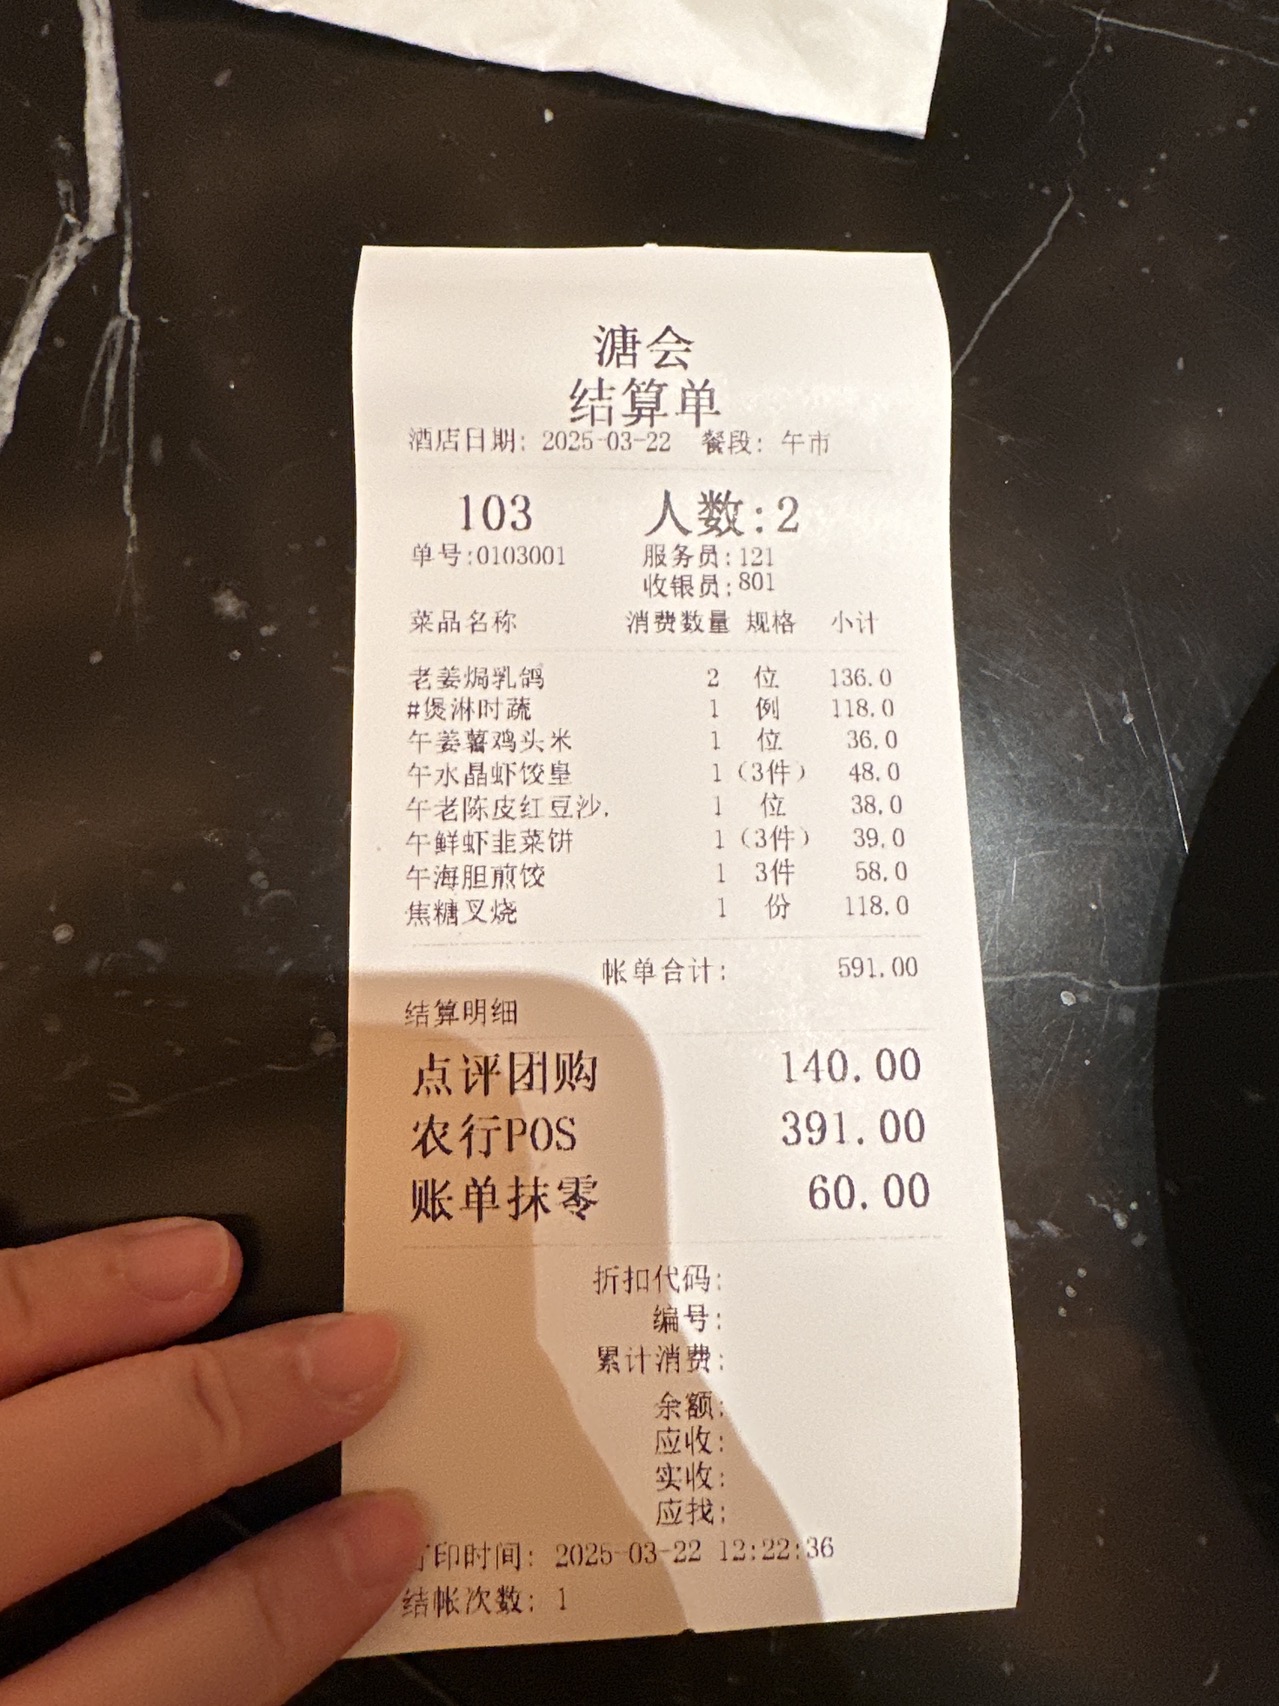 溏会
结算单
酒店日期: 2025-03-22 餐段: 午市
103 人数:2
单号:0103001 服务员:121
收银员:801
菜品名称 消费数量 规格 小计
老姜焗乳鸽 2 位 136.0
#煲淋时蔬 1 例 118.0
午姜薯鸡头米 1 位 36.0
午水晶虾饺皇 1 (3件) 48.0
午老陈皮红豆沙. 1 位 38.0
午鲜虾韭菜饼 1 (3件) 39.0
午海胆煎饺 1 3件 58.0
焦糖叉烧 1 份 118.0
帐单合计: 591.00
结算明细
点评团购 140.00
农行POS 391.00
账单抹零 60.00
折扣代码:
编号:
累计消费:
余额:
应收:
实收:
应找:
打印时间: 2025-03-22 12:22:36
结帐次数: 1